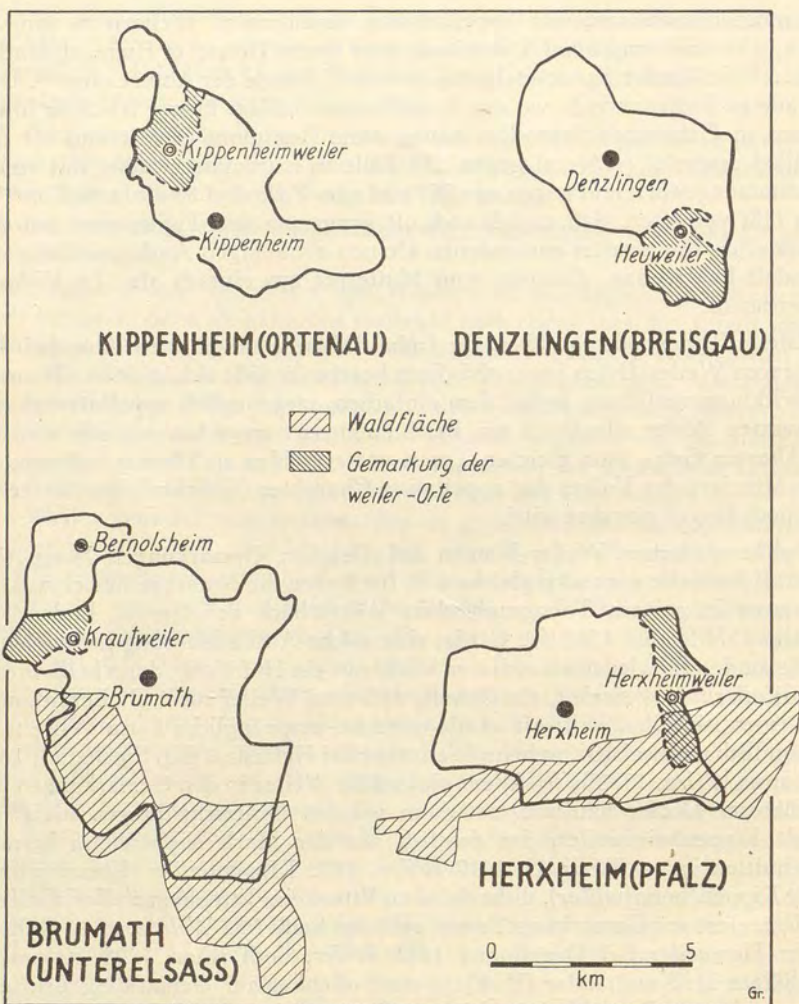 Kippenheimweiler
Kippenheim
KIPPENHEIM (ORTENAU)
Denzlingen
Heuweiler
DENZLINGEN (BREISGAU)
Waldfläche
Gemarkung der
weiler-Orte
Bernolsheim
Krautweiler
Brumath
BRUMATH
(UNTERELSASS)
Herxheimweiler
Herxheim
HERXHEIM (PFALZ)
0 5
km
Gr.